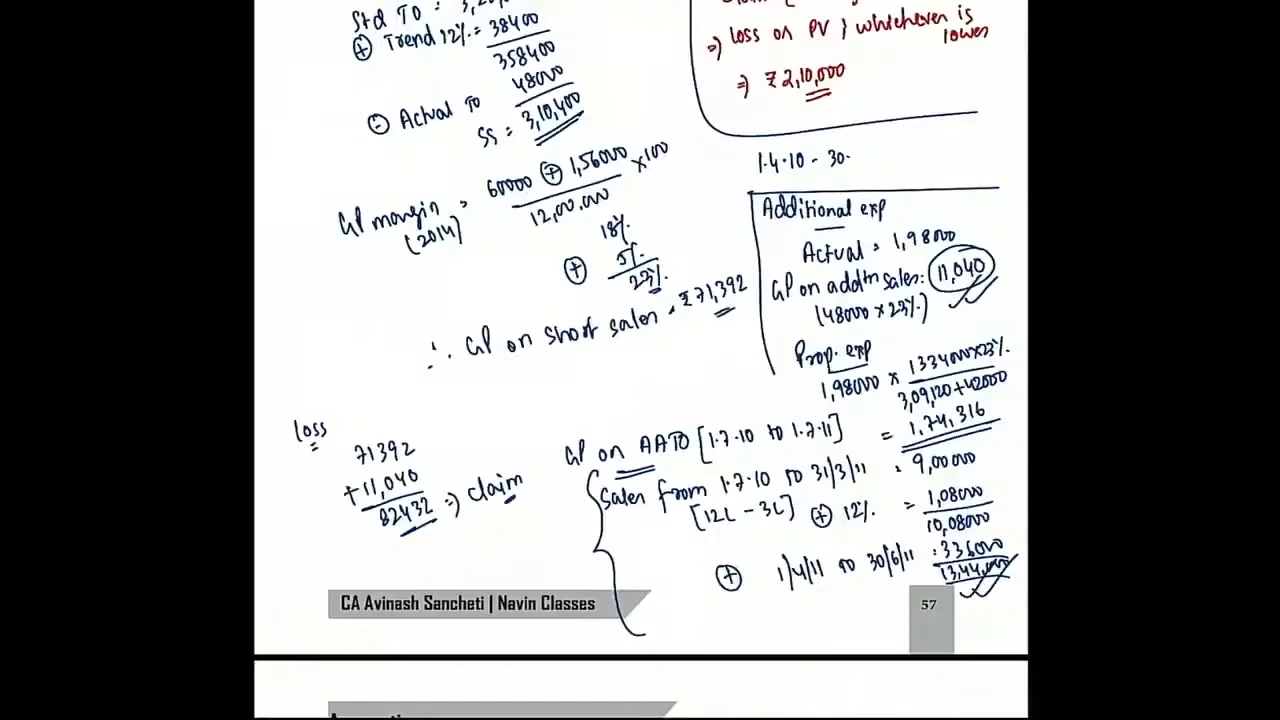 Std TO = 3,20,
⊕ Trend 12% = 38400
358400
⊖ Actual TO 48000
SS = 3,10,400
GP margin (2014) = 60000 ⊕ 1,56000 / 12,00,000 × 100
18%
⊕ 5%
23%
∴ GP on short sales = ₹71,392
loss
71392
+11,040
82432 ⇒ claim
⇒ loss or PV } whichever is lower
⇒ ₹2,10,000
1.4.10 - 30.
Additional exp
Actual = 1,98000
GP on addtn sales: 11,040
(48000 × 23%)
Prop. exp
1,98000 × 1334000×23% / 3,09,120+42000
= 1,74,316
GP on AATO [1.7.10 to 1.7.11]
Sales from 1.7.10 to 31/3/11 = 9,00000
[12L - 3L] ⊕ 12% = 1,08000
10,08000
⊕ 1/4/11 to 30/6/11 : 336000
13,44,000
CA Avinash Sancheti | Navin Classes
57